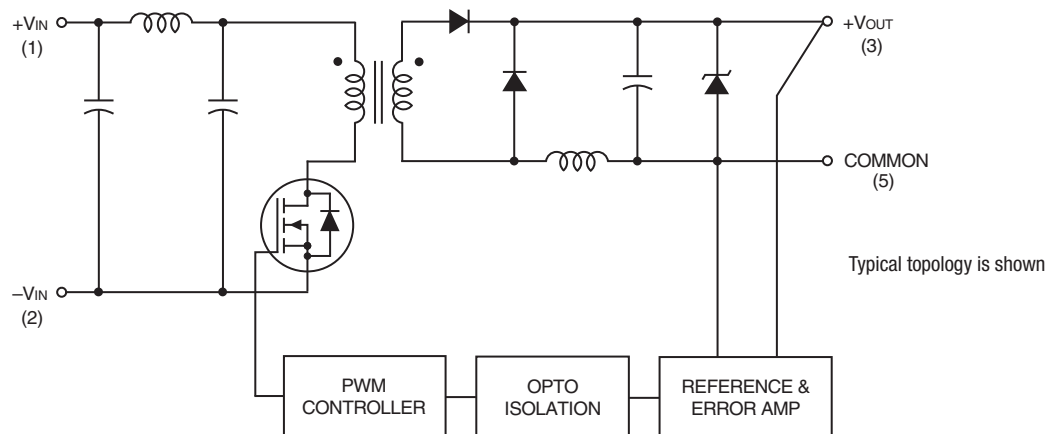 +VIN
(1)
+VOUT
(3)
COMMON
(5)
Typical topology is shown
–VIN
(2)
PWM
CONTROLLER
OPTO
ISOLATION
REFERENCE &
ERROR AMP